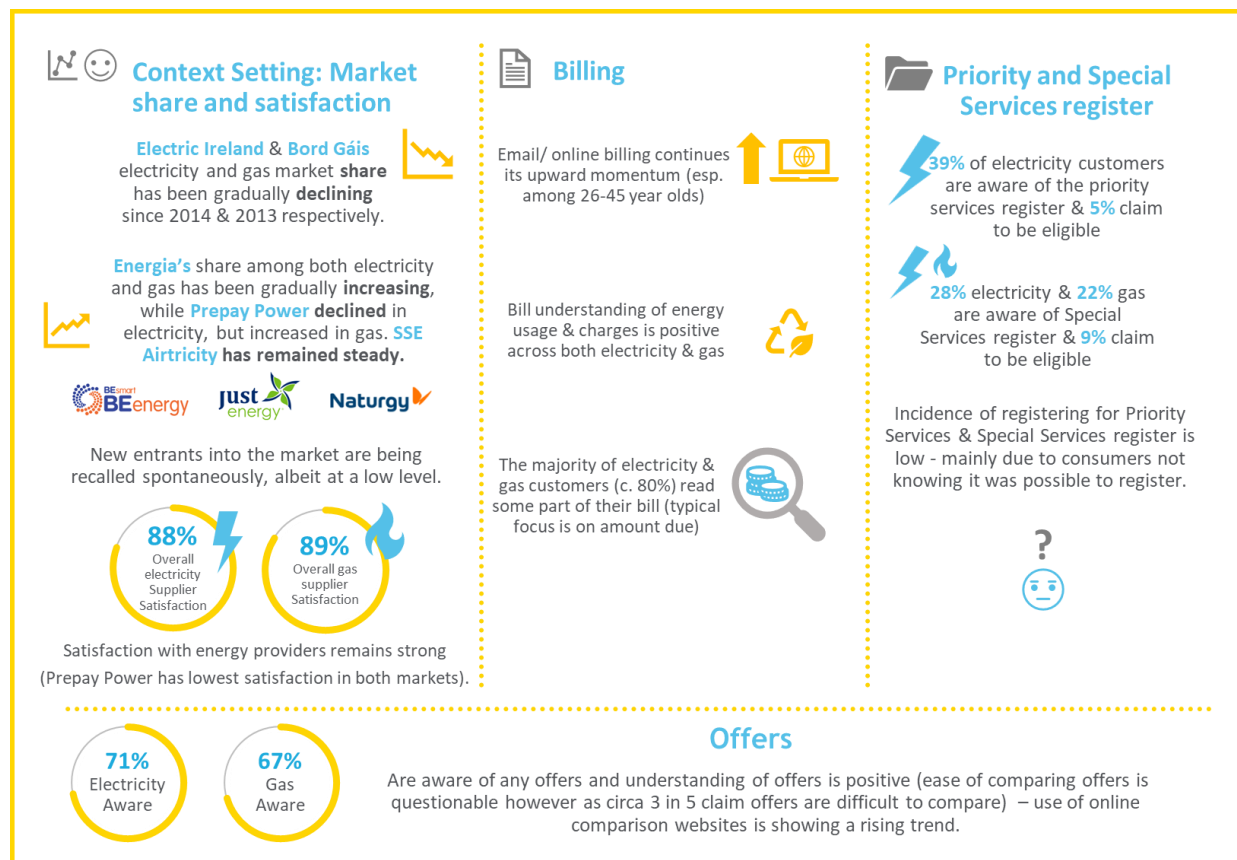 Context Setting: Market
share and satisfaction
Electric Ireland & Bord Gáis
electricity and gas market share
has been gradually declining
since 2014 & 2013 respectively.
Energia's share among both electricity
and gas has been gradually increasing,
while Prepay Power declined in
electricity, but increased in gas. SSE
Airtricity has remained steady.
BEsmart
BEenergy
just
energy
Naturgy
New entrants into the market are being
recalled spontaneously, albeit at a low level.
88%
Overall
electricity
Supplier
Satisfaction
89%
Overall gas
supplier
Satisfaction
Satisfaction with energy providers remains strong
(Prepay Power has lowest satisfaction in both markets).
Billing
Email/ online billing continues
its upward momentum (esp.
among 26-45 year olds)
Bill understanding of energy
usage & charges is positive
across both electricity & gas
The majority of electricity &
gas customers (c. 80%) read
some part of their bill (typical
focus is on amount due)
Priority and Special
Services register
39% of electricity customers
are aware of the priority
services register & 5% claim
to be eligible
28% electricity & 22% gas
are aware of Special
Services register & 9% claim
to be eligible
Incidence of registering for Priority
Services & Special Services register is
low - mainly due to consumers not
knowing it was possible to register.
?
71%
Electricity
Aware
67%
Gas
Aware
Offers
Are aware of any offers and understanding of offers is positive (ease of comparing offers is
questionable however as circa 3 in 5 claim offers are difficult to compare) – use of online
comparison websites is showing a rising trend.